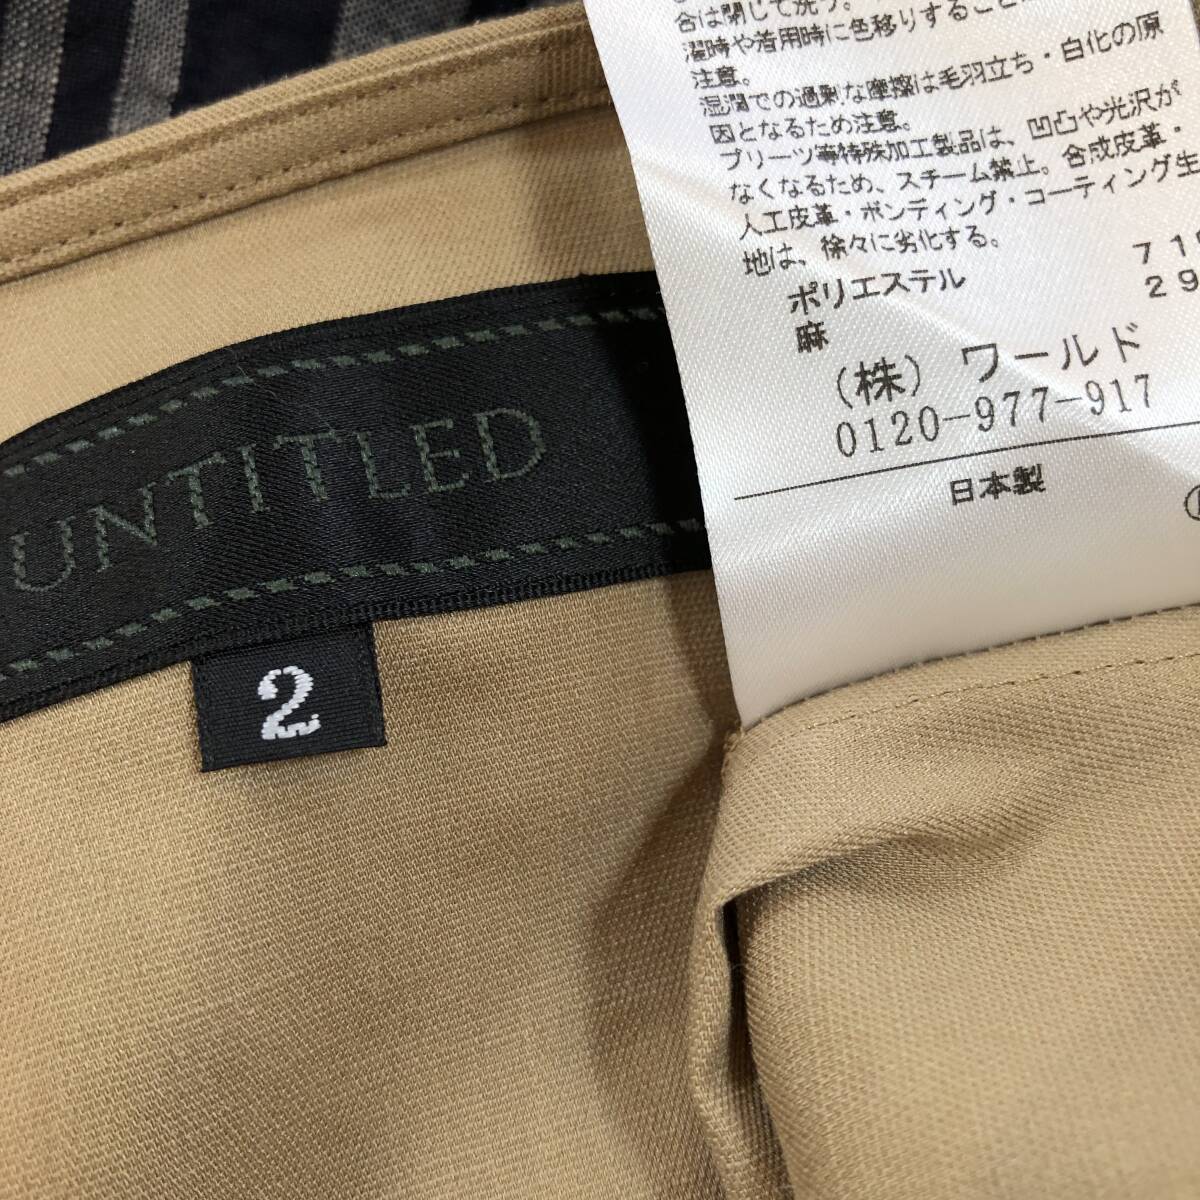 合は閉じて洗う。
濯時や着用時に色移りすること
注意。
湿潤での過剰な摩擦は毛羽立ち・白化の原
因となるため注意。
プリーツ等特殊加工製品は、凹凸や光沢が
なくなるため、スチーム禁止。合成皮革・
人工皮革・ボンディング・コーティング生
地は、徐々に劣化する。
ポリエステル 71
麻 29
(株) ワールド
0120-977-917
日本製
UNTITLED
2